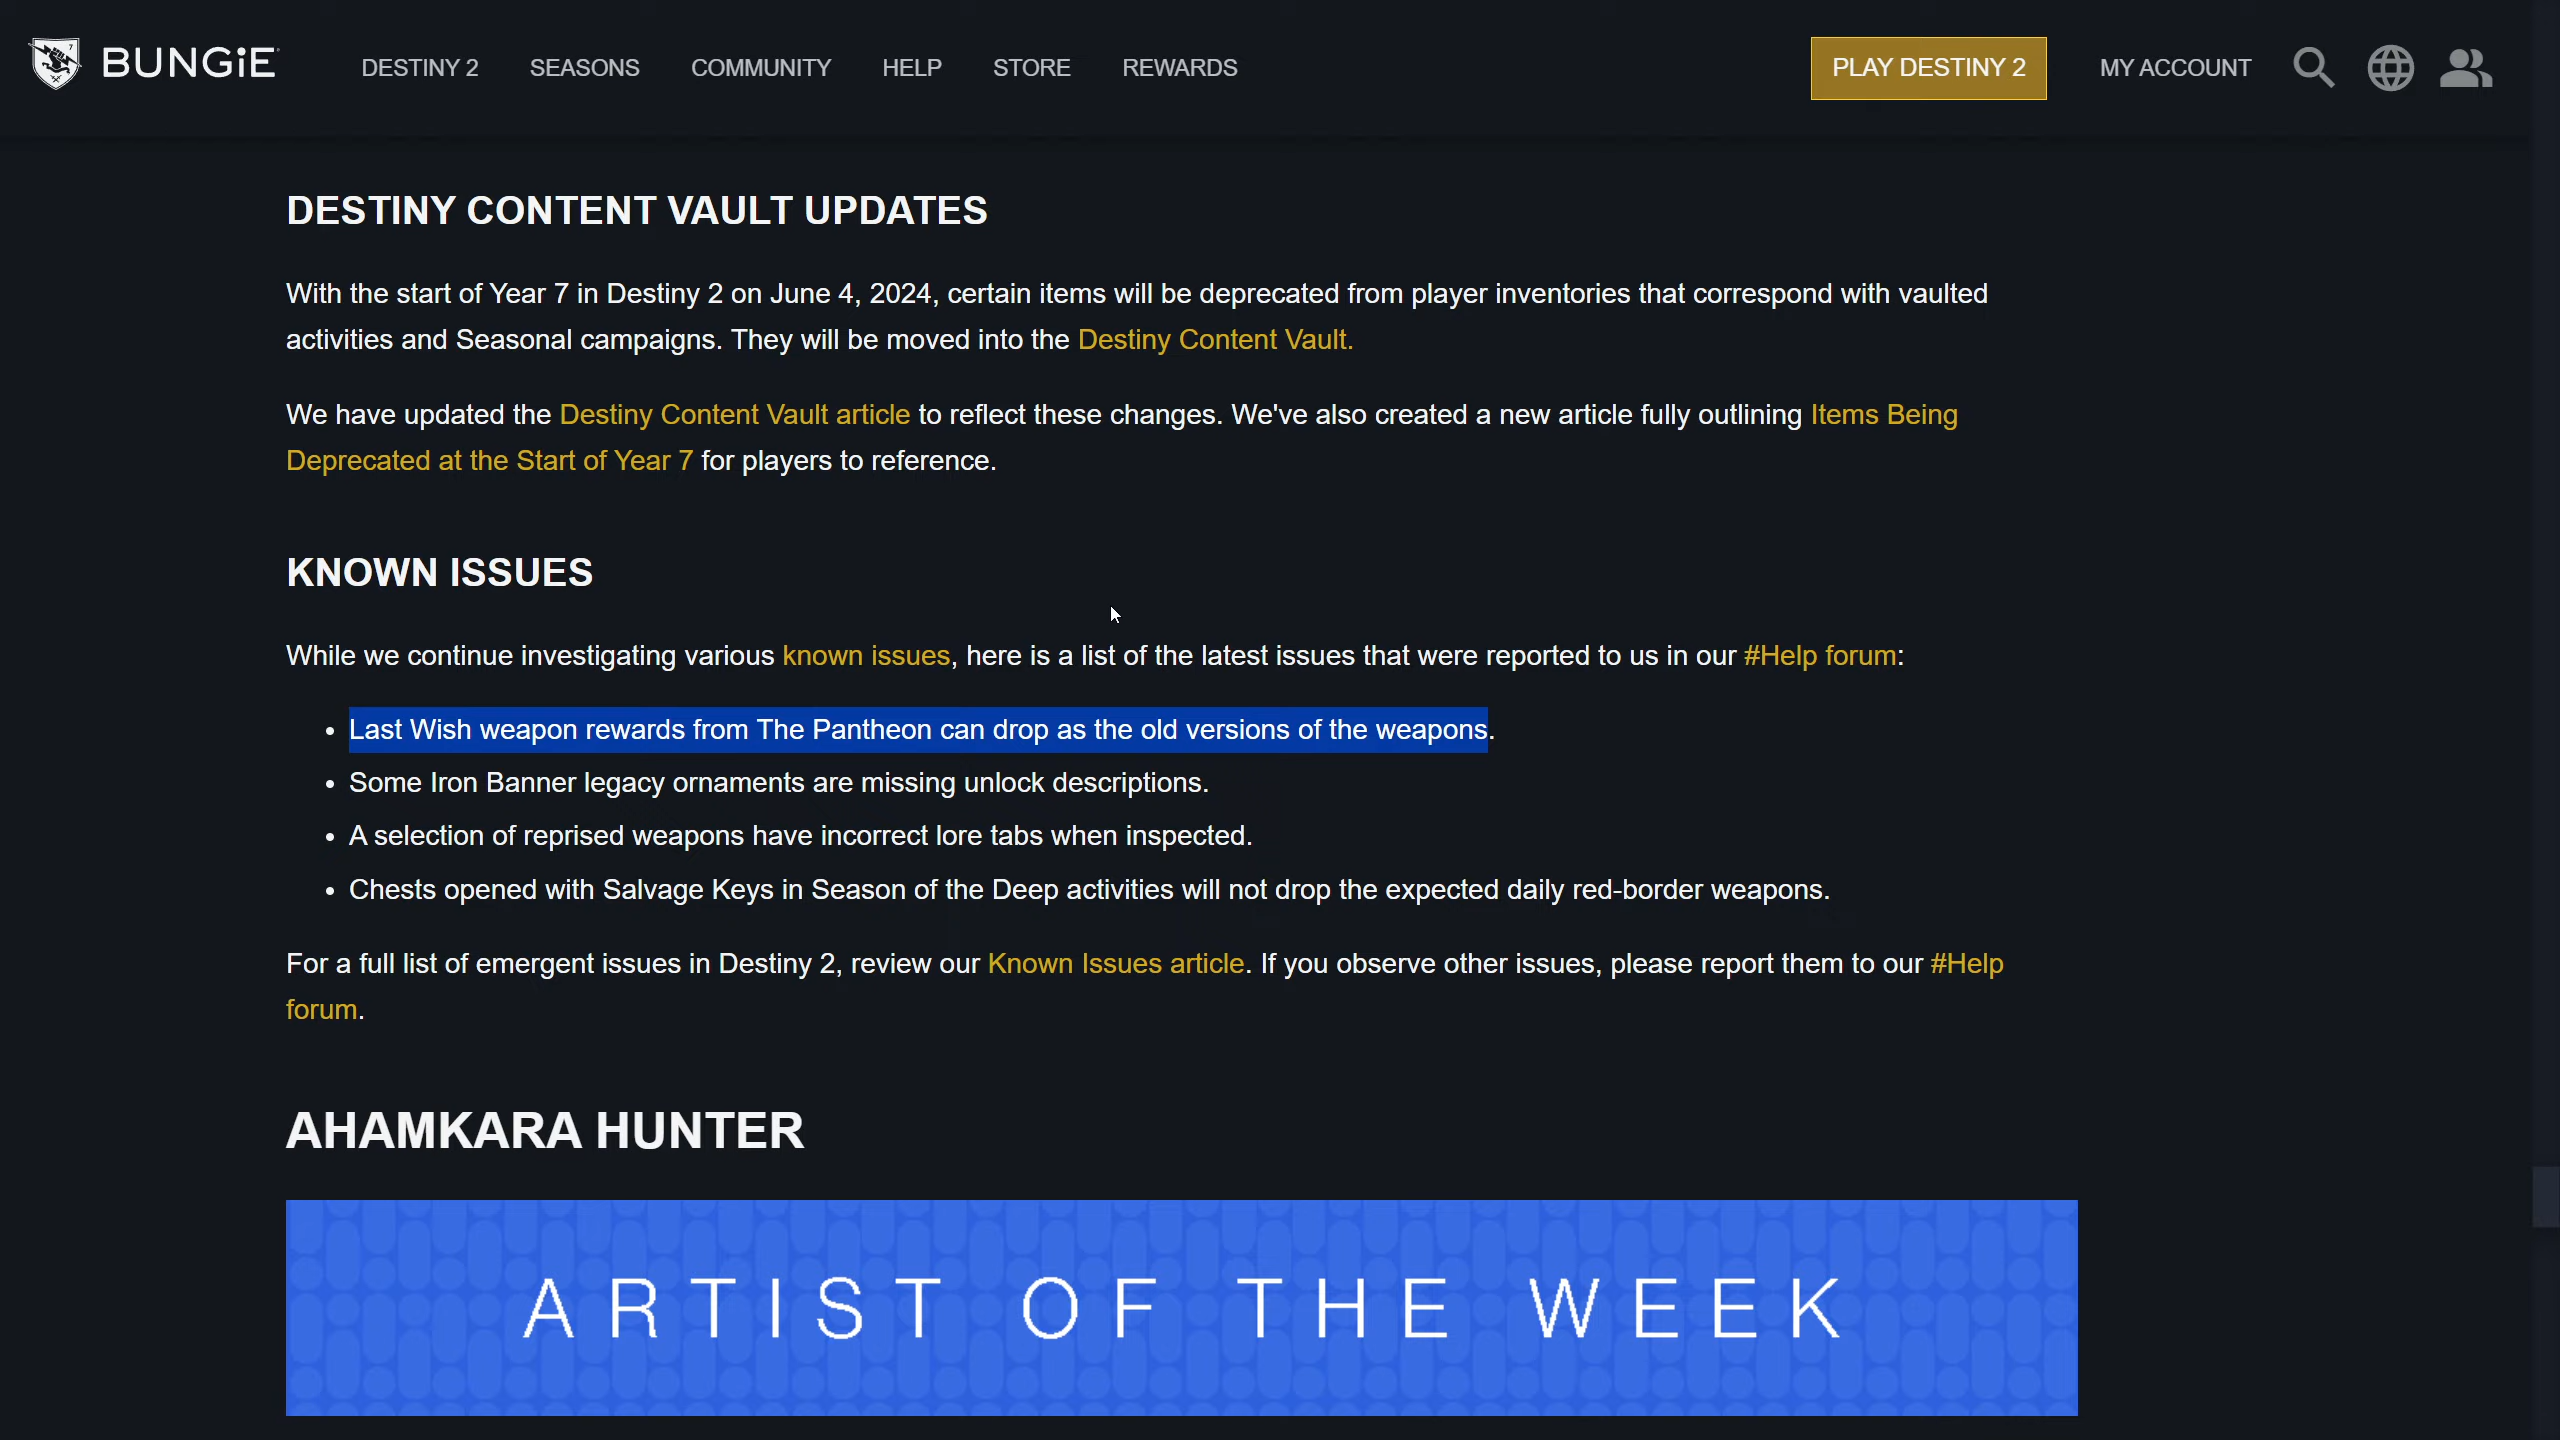 BUNGiE
DESTINY 2 SEASONS COMMUNITY HELP STORE REWARDS PLAY DESTINY 2 MY ACCOUNT
DESTINY CONTENT VAULT UPDATES
With the start of Year 7 in Destiny 2 on June 4, 2024, certain items will be deprecated from player inventories that correspond with vaulted
activities and Seasonal campaigns. They will be moved into the Destiny Content Vault.
We have updated the Destiny Content Vault article to reflect these changes. We've also created a new article fully outlining Items Being
Deprecated at the Start of Year 7 for players to reference.
KNOWN ISSUES
While we continue investigating various known issues, here is a list of the latest issues that were reported to us in our #Help forum:
• Last Wish weapon rewards from The Pantheon can drop as the old versions of the weapons.
• Some Iron Banner legacy ornaments are missing unlock descriptions.
• A selection of reprised weapons have incorrect lore tabs when inspected.
• Chests opened with Salvage Keys in Season of the Deep activities will not drop the expected daily red-border weapons.
For a full list of emergent issues in Destiny 2, review our Known Issues article. If you observe other issues, please report them to our #Help
forum.
AHAMKARA HUNTER
ARTIST OF THE WEEK